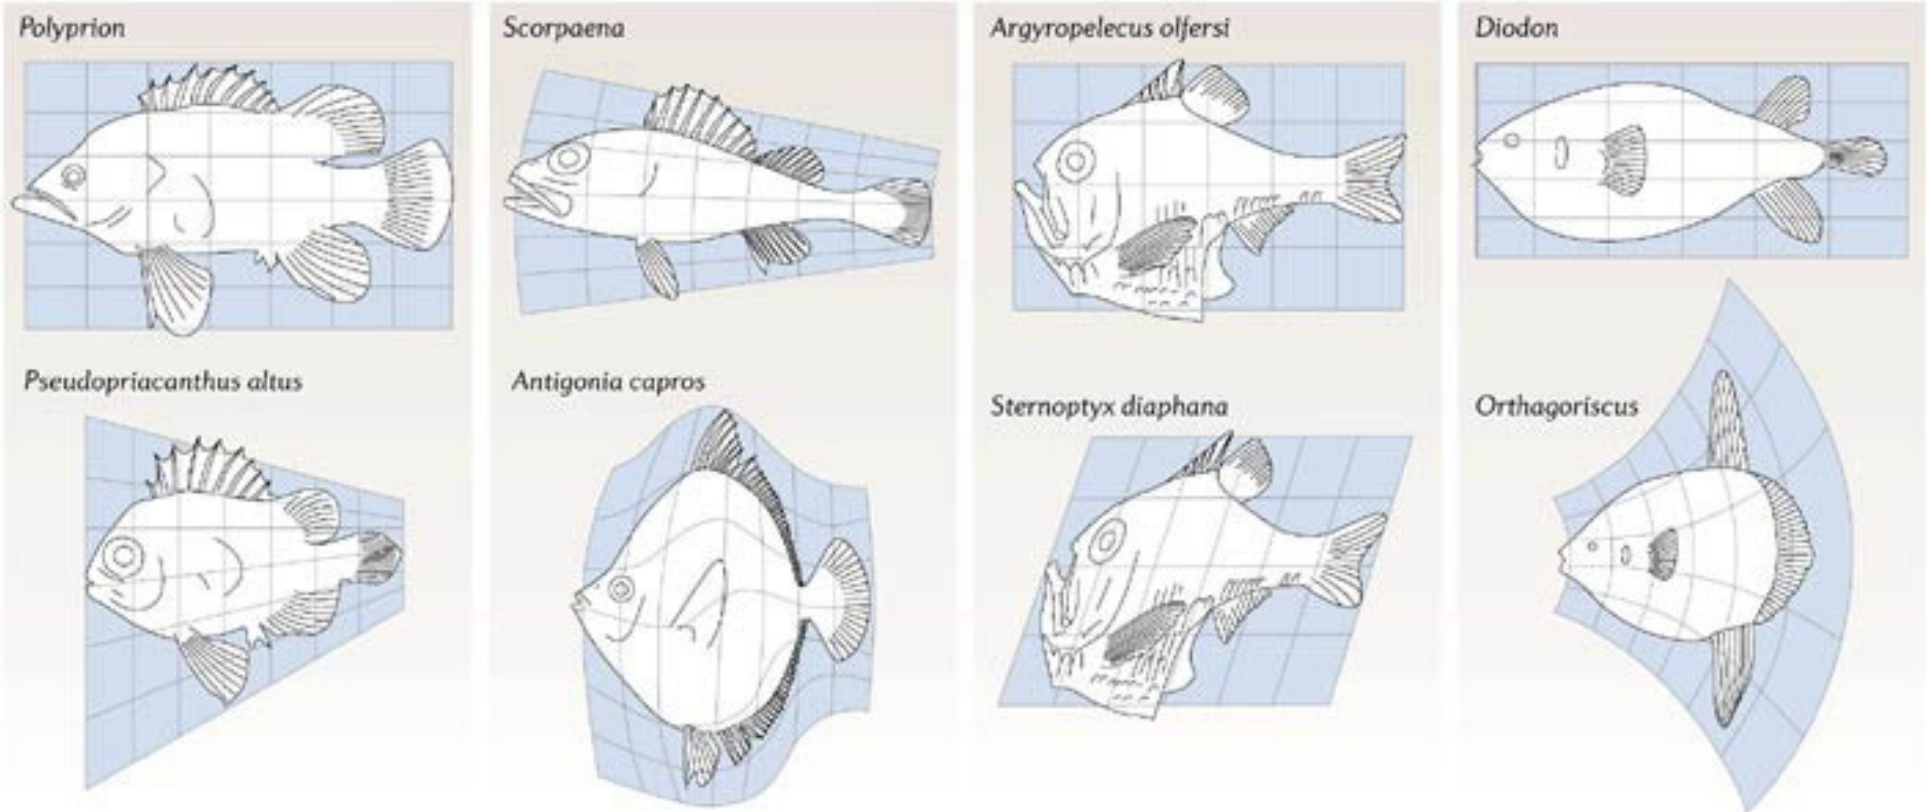 Polyprion
Scorpaena
Argyropelecus olfersi
Diodon
Pseudopriacanthus altus
Antigonia capros
Sternoptyx diaphana
Orthagoriscus